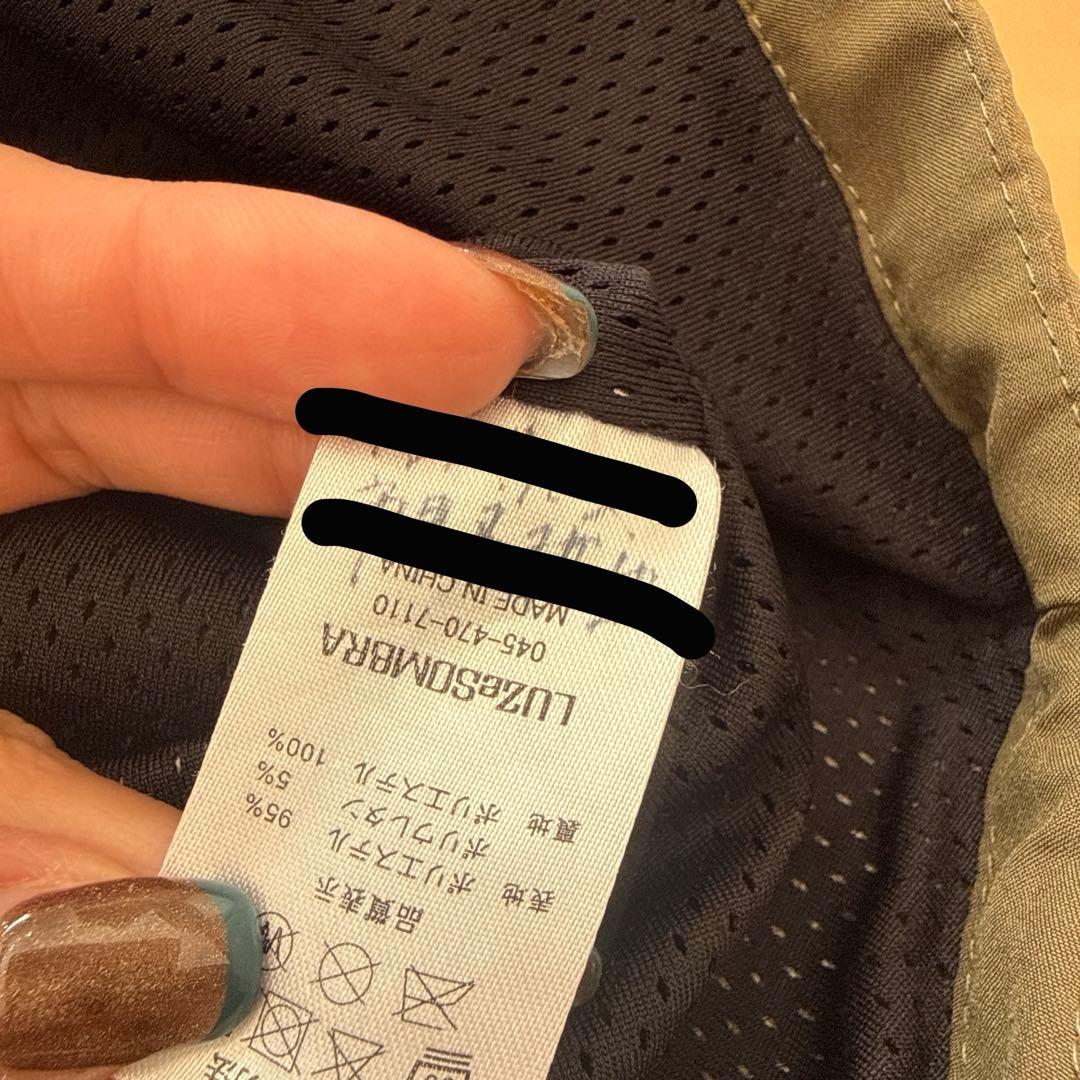 品質表示
表地 ポリエステル 95%
ポリウレタン 5%
裏地 ポリエステル 100%
LUZeSOMBRA
045-470-7110
MADE IN CHINA